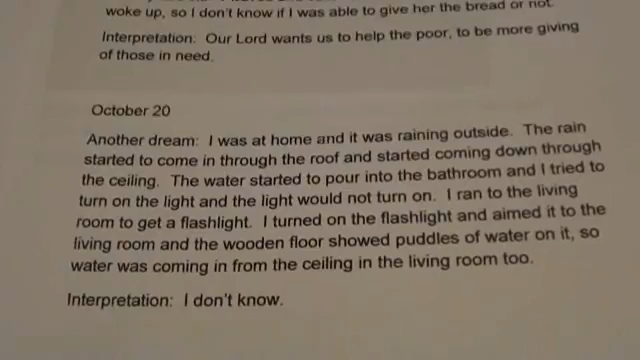 woke up, so I don't know if I was able to give her the bread or not.
Interpretation: Our Lord wants us to help the poor, to be more giving
of those in need.
October 20
Another dream: I was at home and it was raining outside. The rain
started to come in through the roof and started coming down through
the ceiling. The water started to pour into the bathroom and I tried to
turn on the light and the light would not turn on. I ran to the living
room to get a flashlight. I turned on the flashlight and aimed it to the
living room and the wooden floor showed puddles of water on it, so
water was coming in from the ceiling in the living room too.
Interpretation: I don't know.